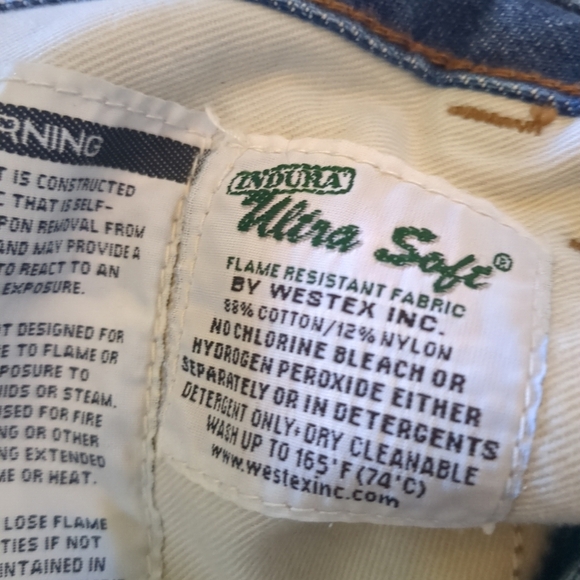 RNING
T IS CONSTRUCTED
C THAT IS SELF-
PON REMOVAL FROM
AND MAY PROVIDE A
TO REACT TO AN
EXPOSURE.
OT DESIGNED FOR
E TO FLAME OR
POSURE TO
IDS OR STEAM.
USED FOR FIRE
NG OR OTHER
NG EXTENDED
ME OR HEAT.
LOSE FLAME
TIES IF NOT
INTAINED IN
INDURA®
Ultra Soft®
FLAME RESISTANT FABRIC
BY WESTEX INC.
88% COTTON/12% NYLON
NO CHLORINE BLEACH OR
HYDROGEN PEROXIDE EITHER
SEPARATELY OR IN DETERGENTS
DETERGENT ONLY•DRY CLEANABLE
WASH UP TO 165°F (74°C)
www.westexinc.com